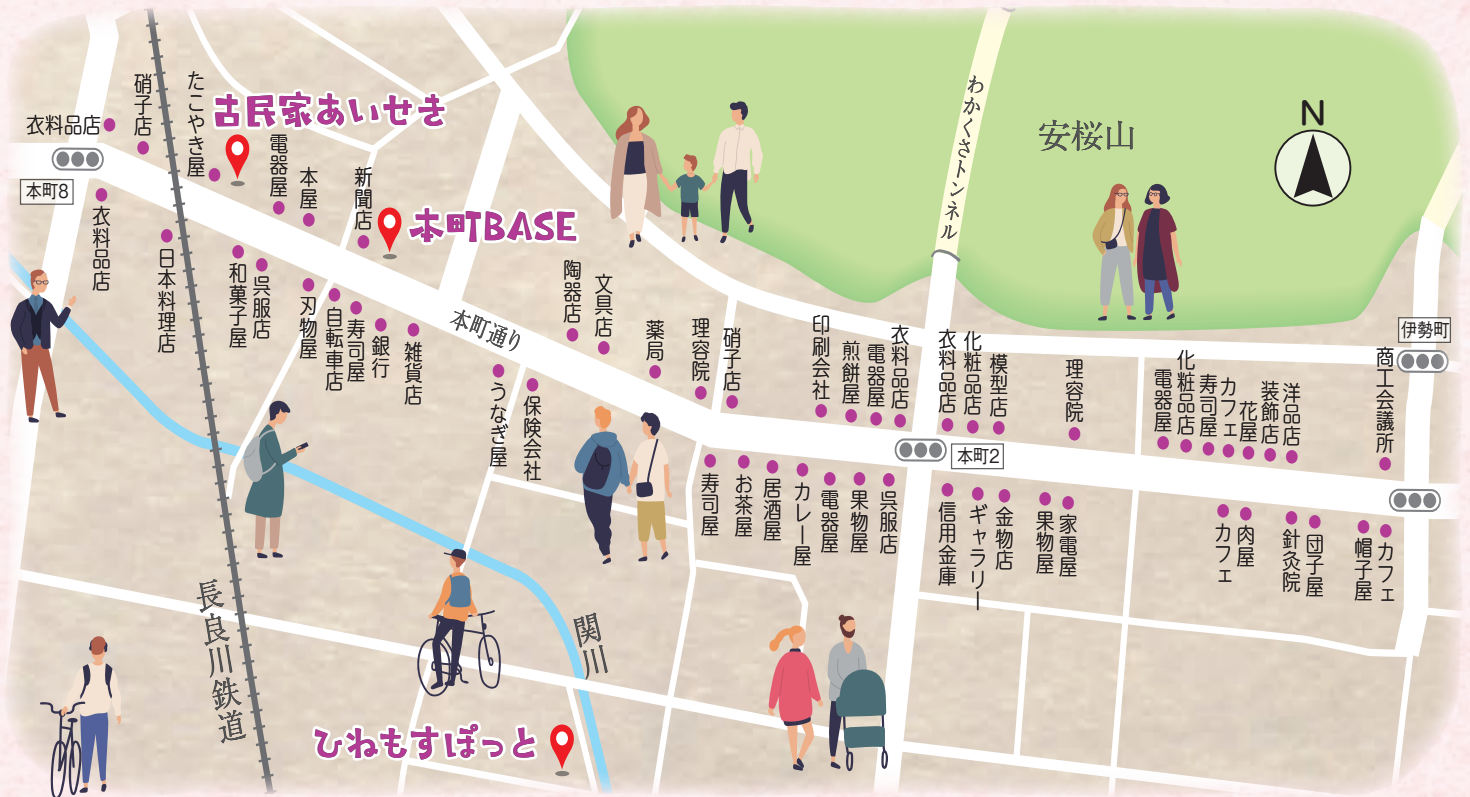 衣料品店
硝子店
たこやき屋
古民家あいせき
電器屋
本屋
新聞店
本町BASE
本町8
衣料品店
日本料理店
和菓子屋
呉服店
刃物屋
自転車店
寿司屋
銀行
雑貨店
本町通り
うなぎ屋
保険会社
陶器店
文具店
薬局
理容院
硝子店
印刷会社
煎餅屋
電器屋
衣料品店
衣料品店
化粧品店
模型店
理容院
電器屋
化粧品店
寿司屋
カフェ
花屋
装飾店
洋品店
商工会議所
伊勢町
わかくさトンネル
安桜山
N
本町2
寿司屋
お茶屋
居酒屋
カレー屋
電器屋
果物屋
呉服店
信用金庫
ギャラリー
金物店
果物屋
家電屋
カフェ
肉屋
針灸院
団子屋
帽子屋
カフェ
長良川鉄道
関川
ひねもすぽっと